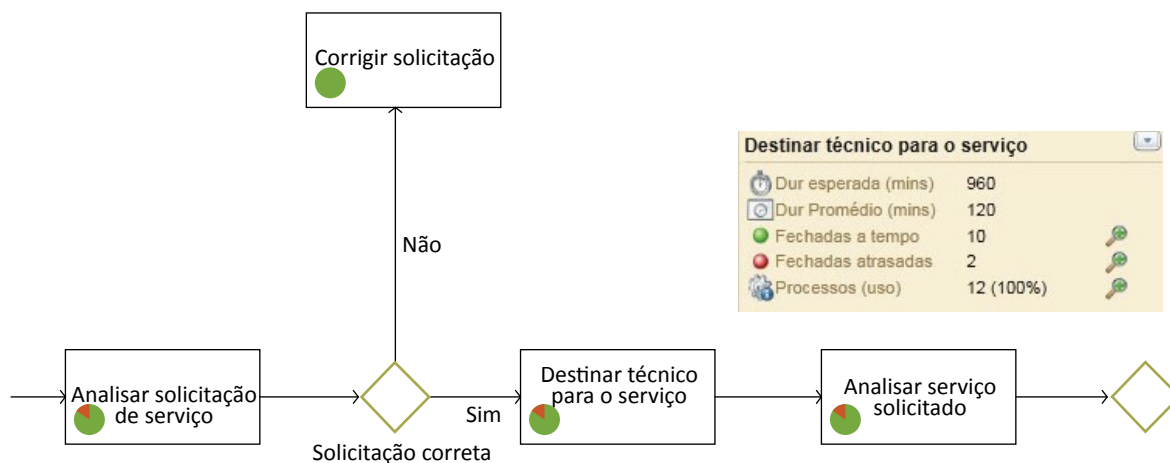 Corrigir solicitação
Destinar técnico para o serviço
Dur esperada (mins) 960
Dur Promédio (mins) 120
Fechadas a tempo 10
Fechadas atrasadas 2
Processos (uso) 12 (100%)
Não
Analisar solicitação
de serviço
Solicitação correta
Sim
Destinar técnico
para o serviço
Analisar serviço
solicitado